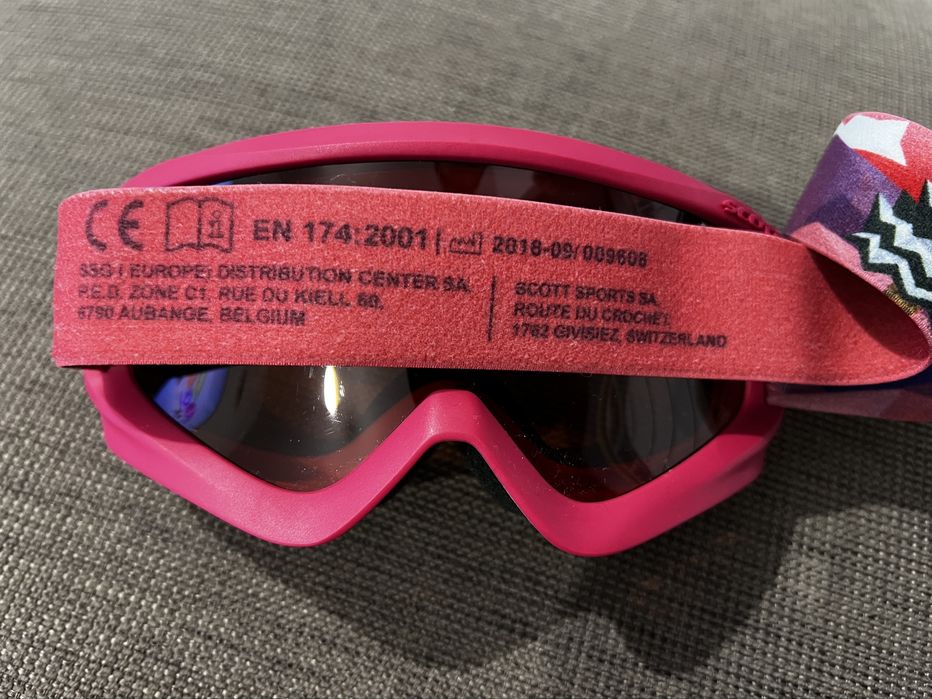 CE i EN 174:2001 | 2018-09/ 009608
SSG ( EUROPE) DISTRIBUTION CENTER SA.
P.E.D. ZONE C1, RUE DU KIELL 60,
6790 AUBANGE, BELGIUM
SCOTT SPORTS SA,
ROUTE DU CROCHET,
1762 GIVISIEZ, SWITZERLAND